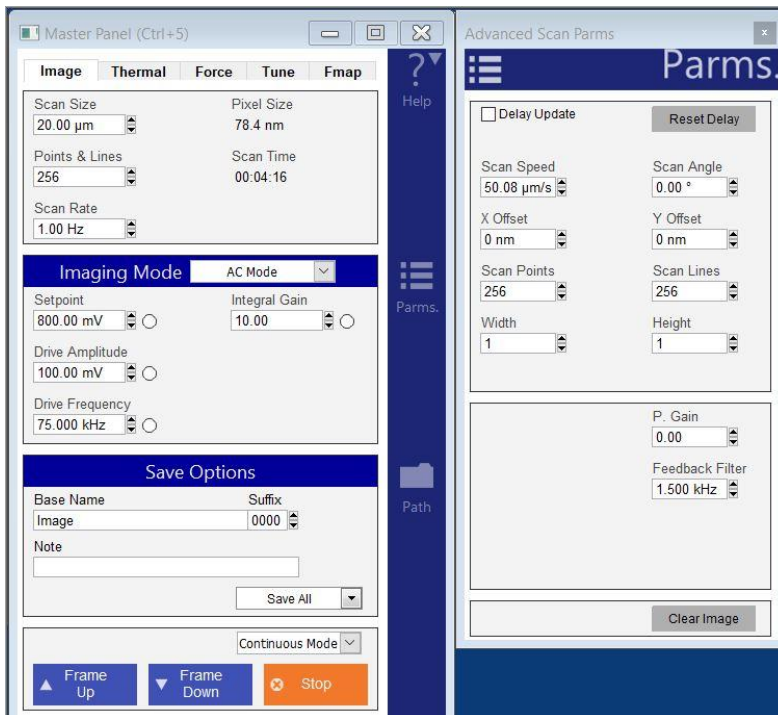 Master Panel (Ctrl+5)
Image Thermal Force Tune Fmap
Scan Size Pixel Size
20.00 µm 78.4 nm
Points & Lines Scan Time
256 00:04:16
Scan Rate
1.00 Hz
Imaging Mode AC Mode
Setpoint Integral Gain
800.00 mV 10.00
Drive Amplitude
100.00 mV
Drive Frequency
75.000 kHz
Save Options
Base Name Suffix
Image 0000
Note
Save All
Continuous Mode
Frame Up
Frame Down
Stop
? Help
Parms.
Path
Advanced Scan Parms x
Parms.
Delay Update Reset Delay
Scan Speed Scan Angle
50.08 µm/s 0.00 °
X Offset Y Offset
0 nm 0 nm
Scan Points Scan Lines
256 256
Width Height
1 1
P. Gain
0.00
Feedback Filter
1.500 kHz
Clear Image